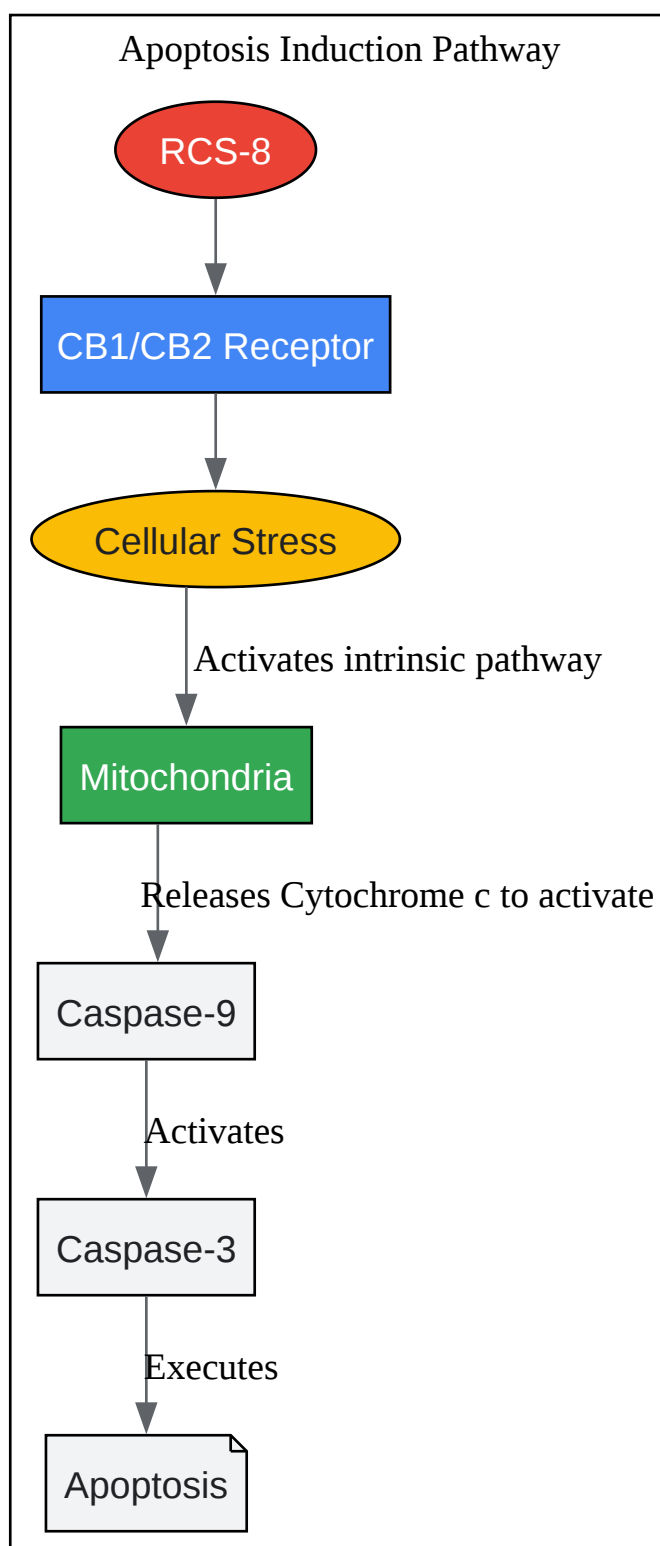 Apoptosis Induction Pathway
RCS-8
CB1/CB2 Receptor
Cellular Stress
Activates intrinsic pathway
Mitochondria
Releases Cytochrome c to activate
Caspase-9
Activates
Caspase-3
Executes
Apoptosis